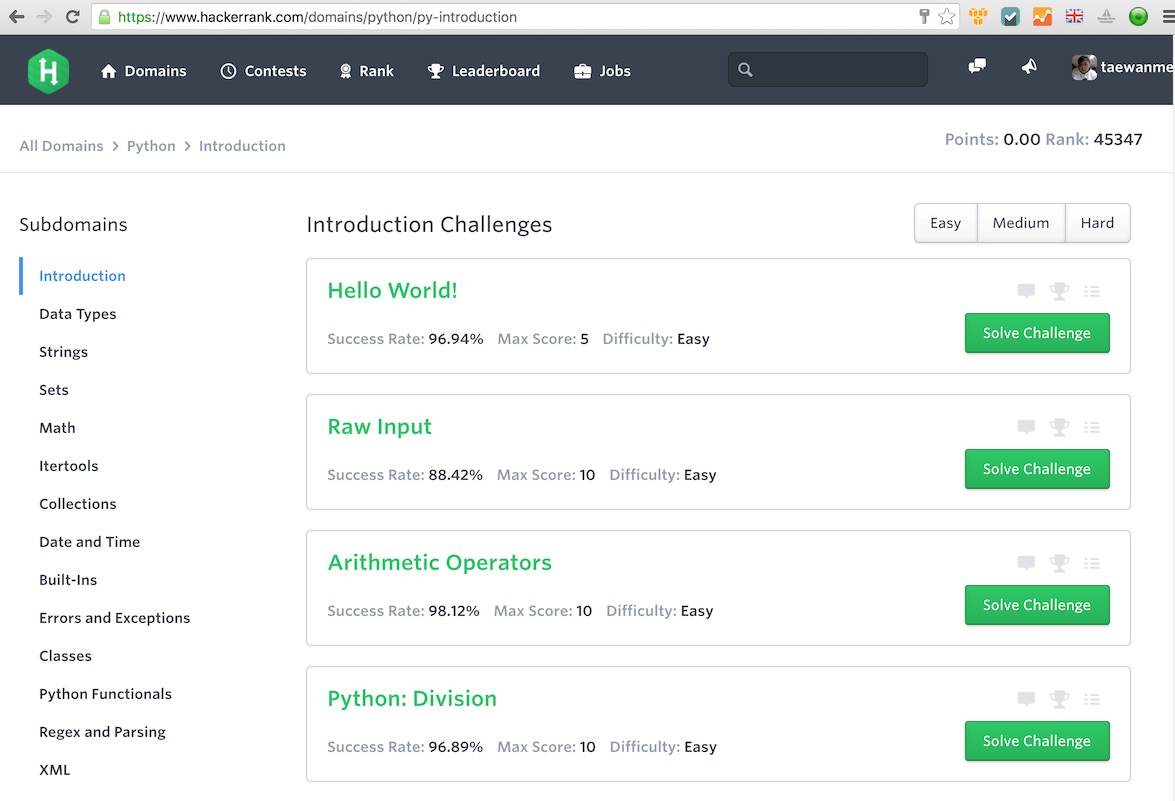 https://www.hackerrank.com/domains/python/py-introduction
H Domains Contests Rank Leaderboard Jobs taewanme
All Domains > Python > Introduction
Points: 0.00 Rank: 45347
Subdomains
Introduction
Data Types
Strings
Sets
Math
Itertools
Collections
Date and Time
Built-Ins
Errors and Exceptions
Classes
Python Functionals
Regex and Parsing
XML
Introduction Challenges
Easy Medium Hard
Hello World!
Success Rate: 96.94% Max Score: 5 Difficulty: Easy
Solve Challenge
Raw Input
Success Rate: 88.42% Max Score: 10 Difficulty: Easy
Solve Challenge
Arithmetic Operators
Success Rate: 98.12% Max Score: 10 Difficulty: Easy
Solve Challenge
Python: Division
Success Rate: 96.89% Max Score: 10 Difficulty: Easy
Solve Challenge